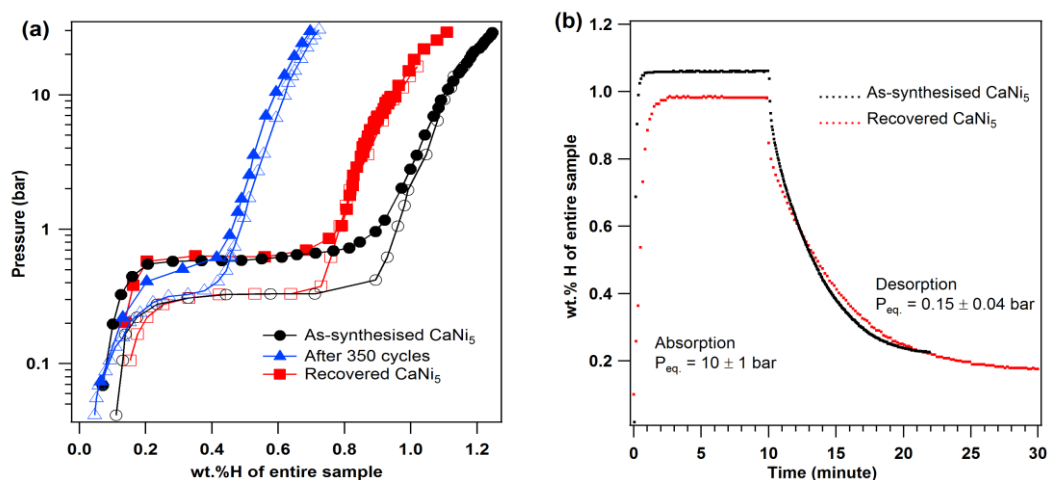 (a)
10
1
0.1
Pressure (bar)
0.0 0.2 0.4 0.6 0.8 1.0 1.2
wt.%H of entire sample
As-synthesised CaNi5
After 350 cycles
Recovered CaNi5
(b)
1.2
1.0
0.8
0.6
0.4
0.2
wt.% H of entire sample
As-synthesised CaNi5
Recovered CaNi5
Absorption
Peq. = 10 ± 1 bar
Desorption
Peq. = 0.15 ± 0.04 bar
0 5 10 15 20 25 30
Time (minute)